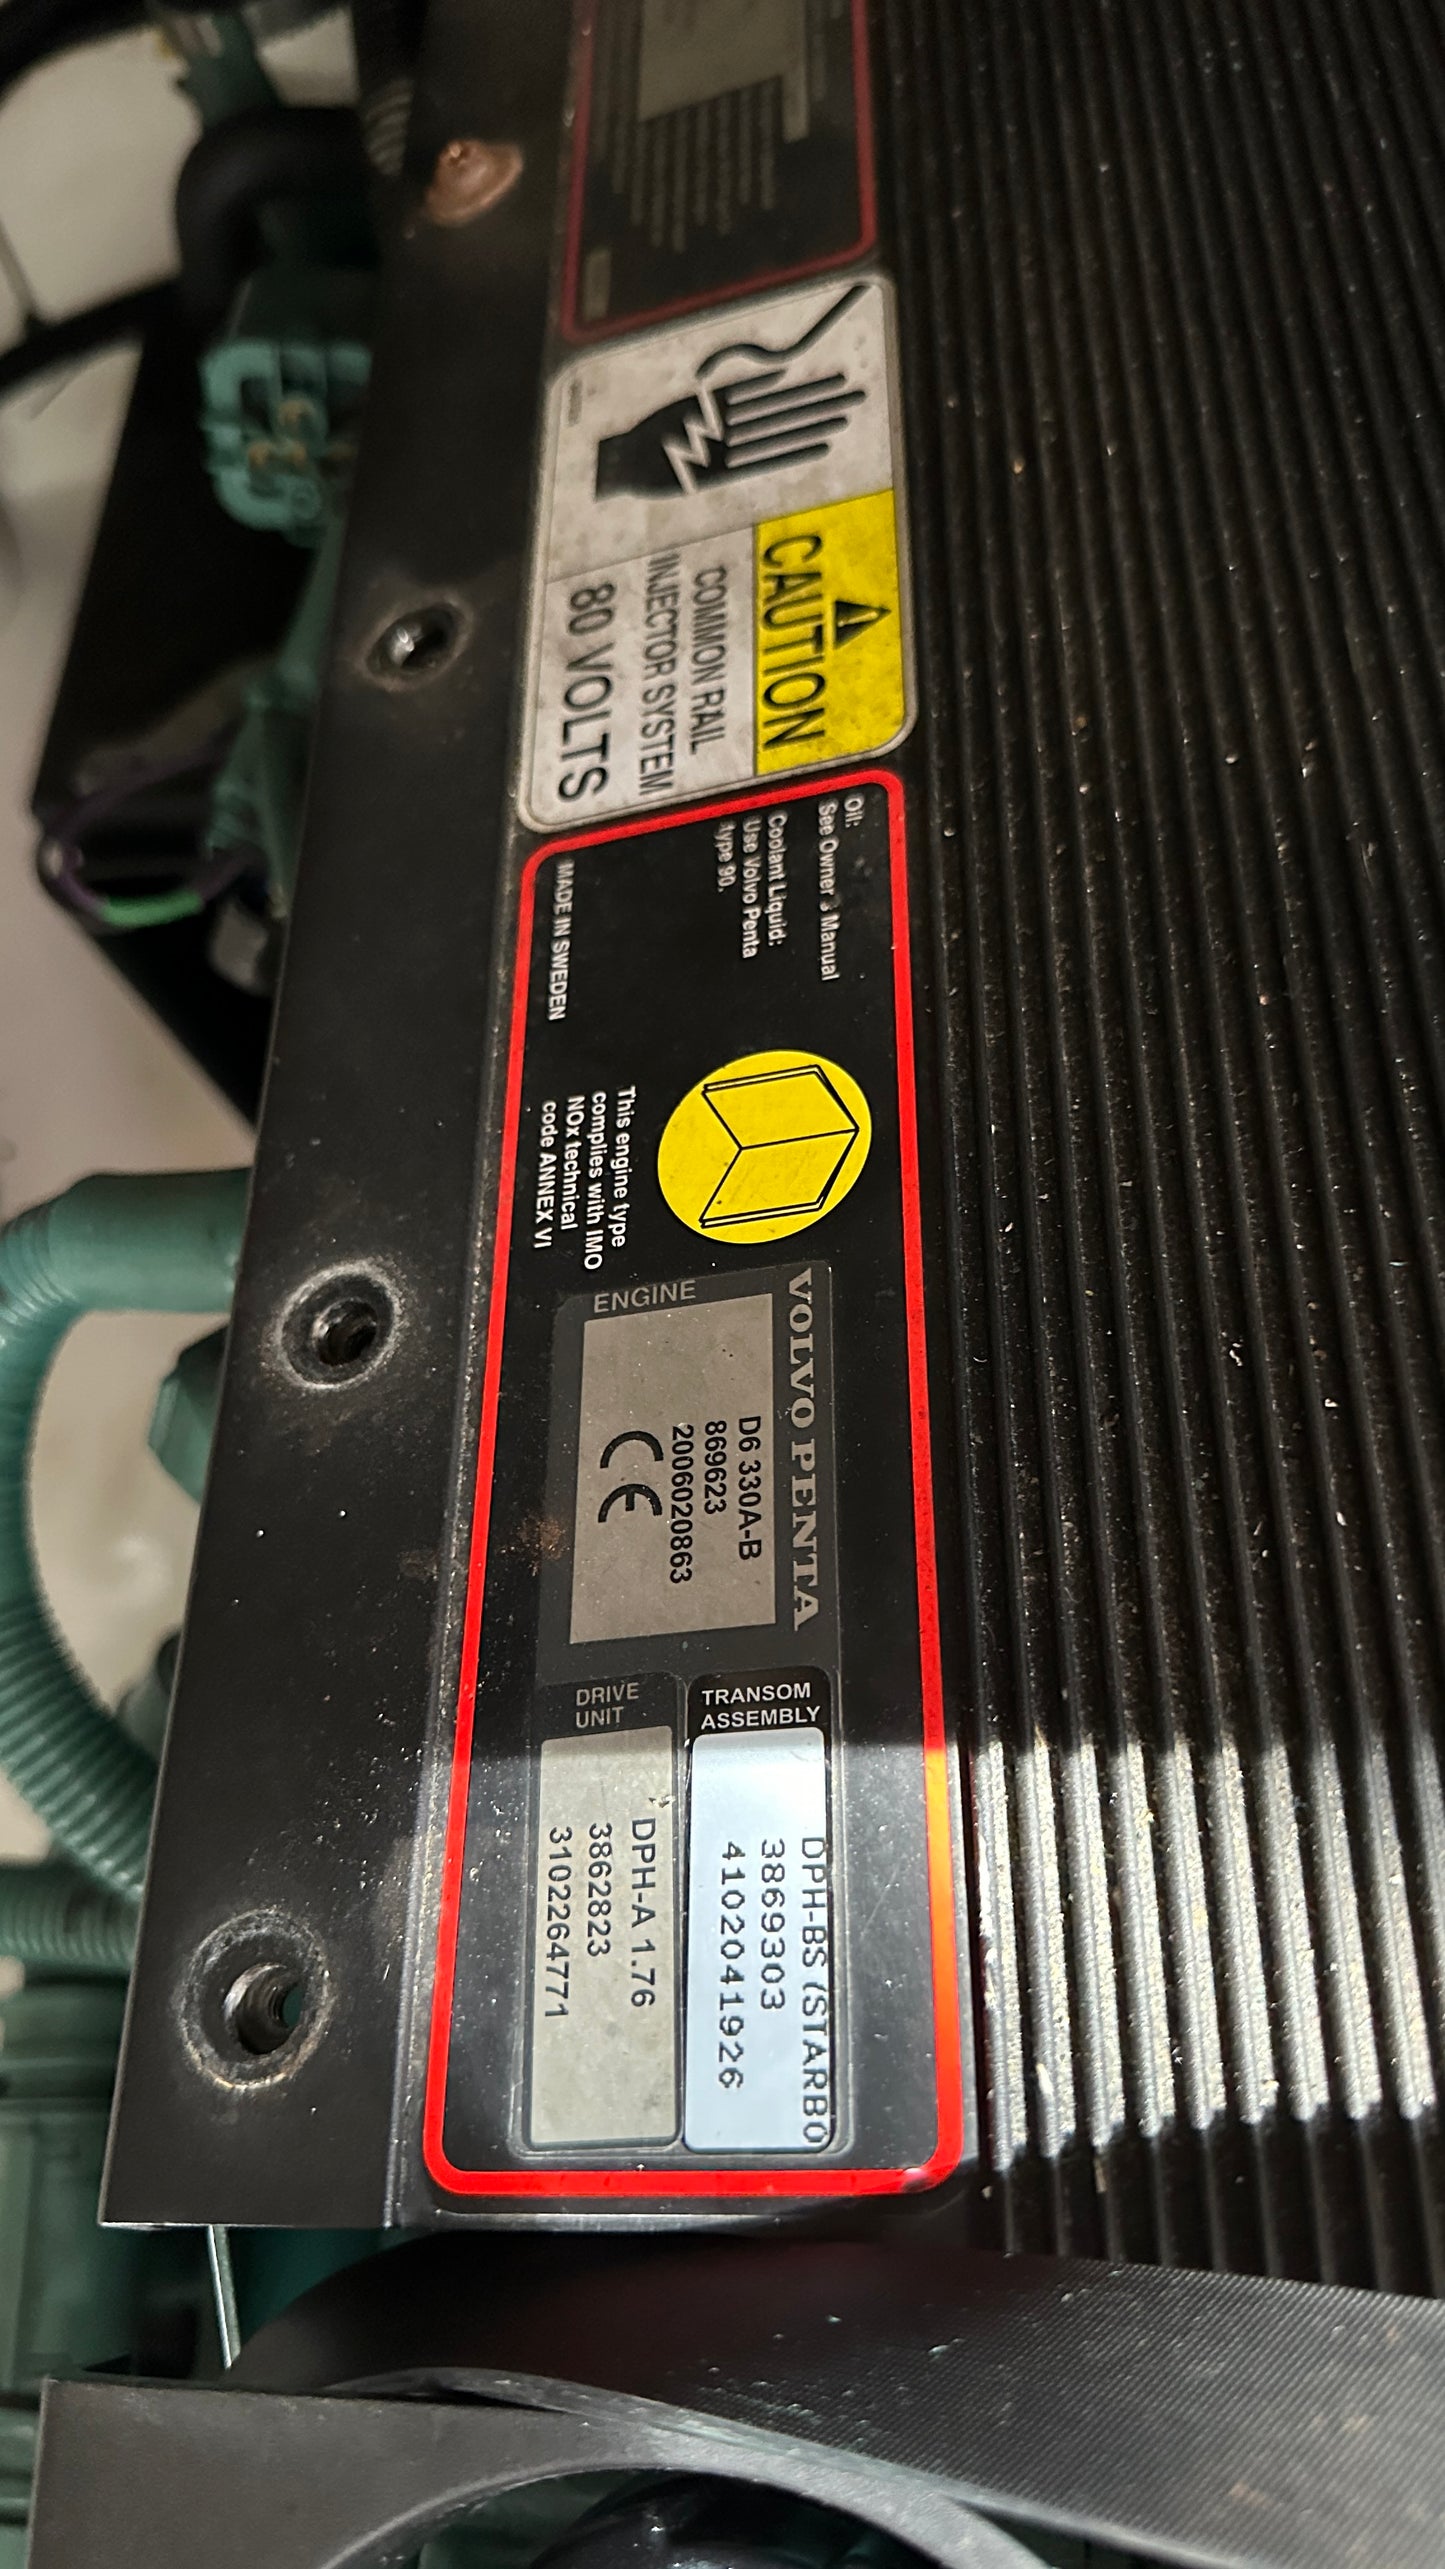 CAUTION
COMMON RAIL
INJECTOR SYSTEM
80 VOLTS
Oil:
See Owner's Manual
Coolant Liquid:
Use Volvo Penta
type 90.
MADE IN SWEDEN
This engine type
complies with IMO
NOx technical
code ANNEX VI
VOLVO PENTA
ENGINE
D6 330A-B
869623
2006020863
CE
TRANSOM
ASSEMBLY
DPH-BS (STARBO
3869303
4102041926
DRIVE
UNIT
DPH-A 1.76
3862823
3102264771